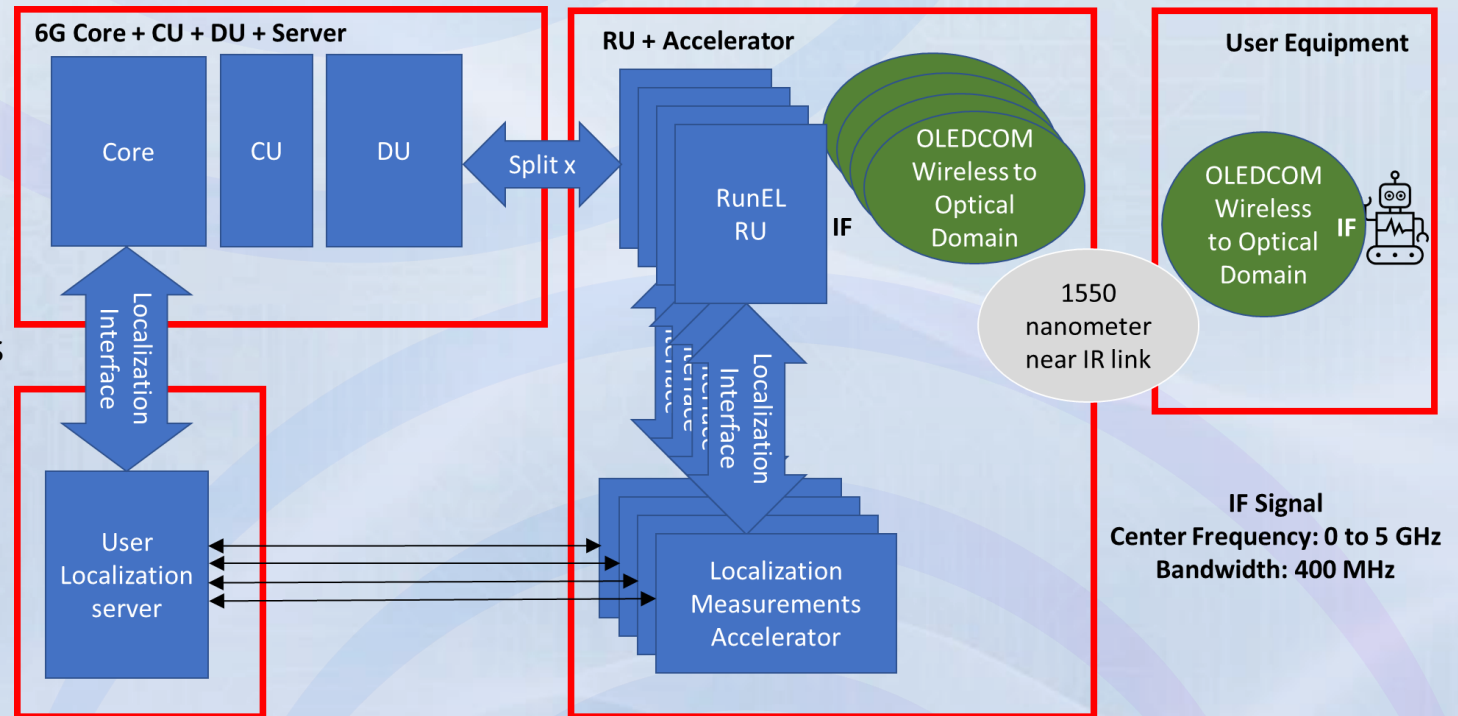 6G Core + CU + DU + Server
Core
CU
DU
Split x
RU + Accelerator
RunEL
RU
IF
OLEDCOM
Wireless to
Optical
Domain
User Equipment
OLEDCOM
Wireless
to Optical
Domain
IF
1550
nanometer
near IR link
Localization
Interface
Localization
Interface
User
Localization
server
Localization
Measurements
Accelerator
IF Signal
Center Frequency: 0 to 5 GHz
Bandwidth: 400 MHz